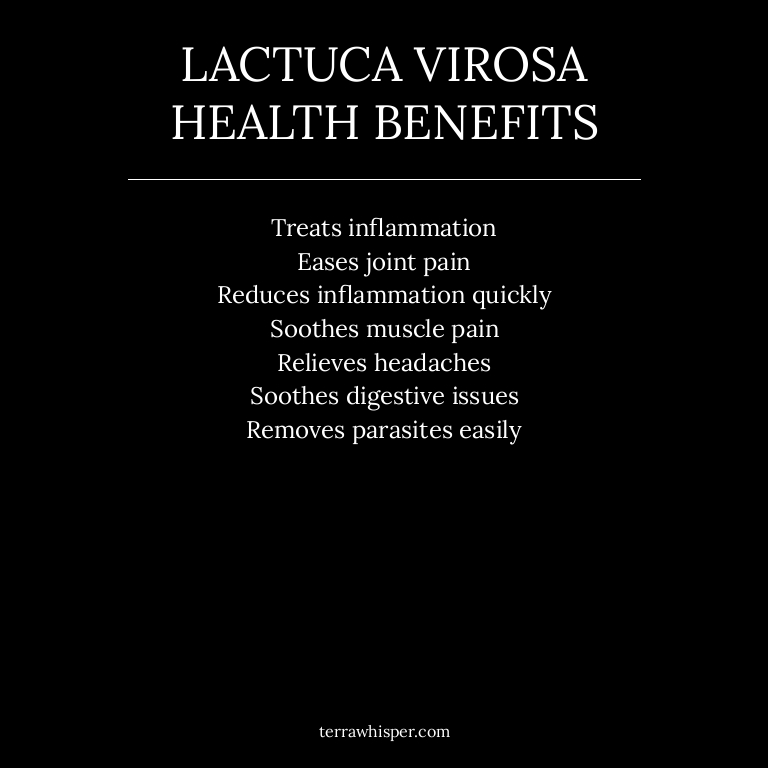 LACTUCA VIROSA
HEALTH BENEFITS
Treats inflammation
Eases joint pain
Reduces inflammation quickly
Soothes muscle pain
Relieves headaches
Soothes digestive issues
Removes parasites easily
terrawhisper.com